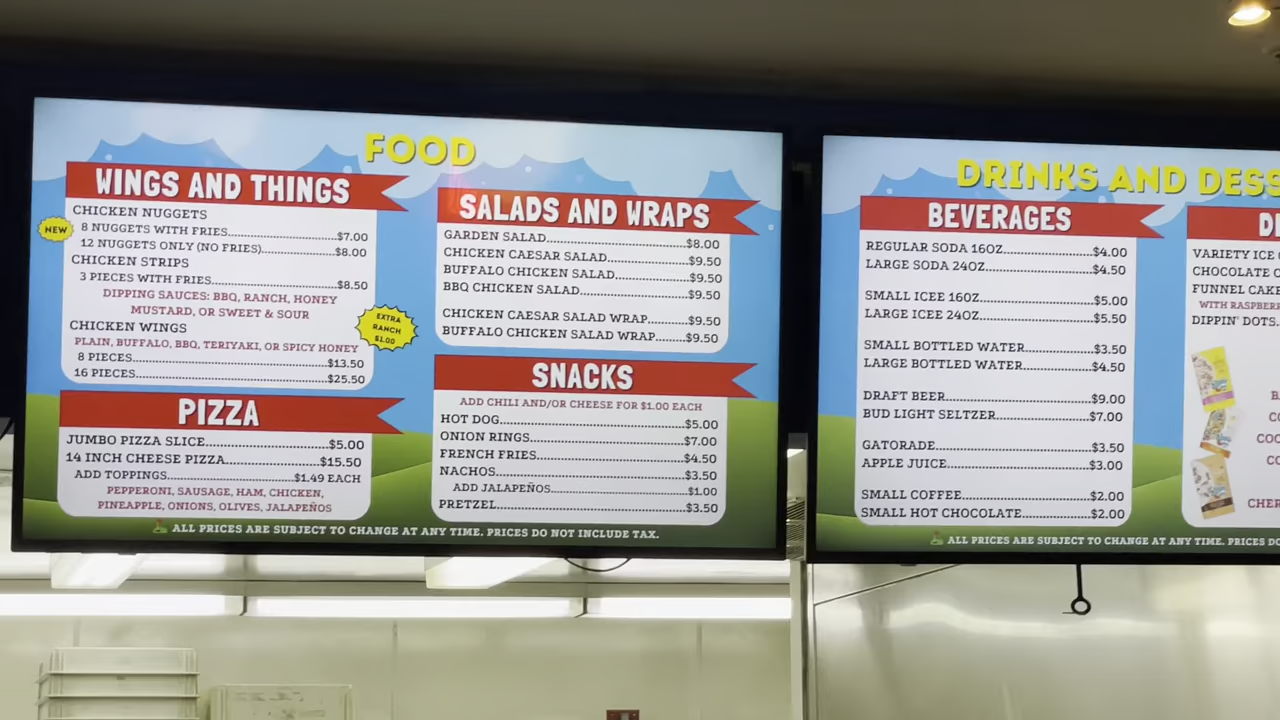 FOOD
WINGS AND THINGS
CHICKEN NUGGETS
NEW
8 NUGGETS WITH FRIES.....$7.00
12 NUGGETS ONLY (NO FRIES).....$8.00
CHICKEN STRIPS
3 PIECES WITH FRIES.....$8.50
DIPPING SAUCES: BBQ, RANCH, HONEY
MUSTARD, OR SWEET & SOUR
EXTRA
RANCH
$1.00
CHICKEN WINGS
PLAIN, BUFFALO, BBQ, TERIYAKI, OR SPICY HONEY
8 PIECES.....$13.50
16 PIECES.....$25.50
PIZZA
JUMBO PIZZA SLICE.....$5.00
14 INCH CHEESE PIZZA.....$15.50
ADD TOPPINGS.....$1.49 EACH
PEPPERONI, SAUSAGE, HAM, CHICKEN,
PINEAPPLE, ONIONS, OLIVES, JALAPEÑOS
SALADS AND WRAPS
GARDEN SALAD.....$8.00
CHICKEN CAESAR SALAD.....$9.50
BUFFALO CHICKEN SALAD.....$9.50
BBQ CHICKEN SALAD.....$9.50
CHICKEN CAESAR SALAD WRAP.....$9.50
BUFFALO CHICKEN SALAD WRAP.....$9.50
SNACKS
ADD CHILI AND/OR CHEESE FOR $1.00 EACH
HOT DOG.....$5.00
ONION RINGS.....$7.00
FRENCH FRIES.....$4.50
NACHOS.....$3.50
ADD JALAPEÑOS.....$1.00
PRETZEL.....$3.50
ALL PRICES ARE SUBJECT TO CHANGE AT ANY TIME. PRICES DO NOT INCLUDE TAX.
DRINKS AND DESS
BEVERAGES
REGULAR SODA 16OZ.....$4.00
LARGE SODA 24OZ.....$4.50
SMALL ICEE 16OZ.....$5.00
LARGE ICEE 24OZ.....$5.50
SMALL BOTTLED WATER.....$3.50
LARGE BOTTLED WATER.....$4.50
DRAFT BEER.....$9.00
BUD LIGHT SELTZER.....$7.00
GATORADE.....$3.50
APPLE JUICE.....$3.00
SMALL COFFEE.....$2.00
SMALL HOT CHOCOLATE.....$2.00
VARIETY ICE
CHOCOLATE
FUNNEL CAKE
WITH RASPBER
DIPPIN' DOTS
CHER
ALL PRICES ARE SUBJECT TO CHANGE AT ANY TIME. PRICES DO